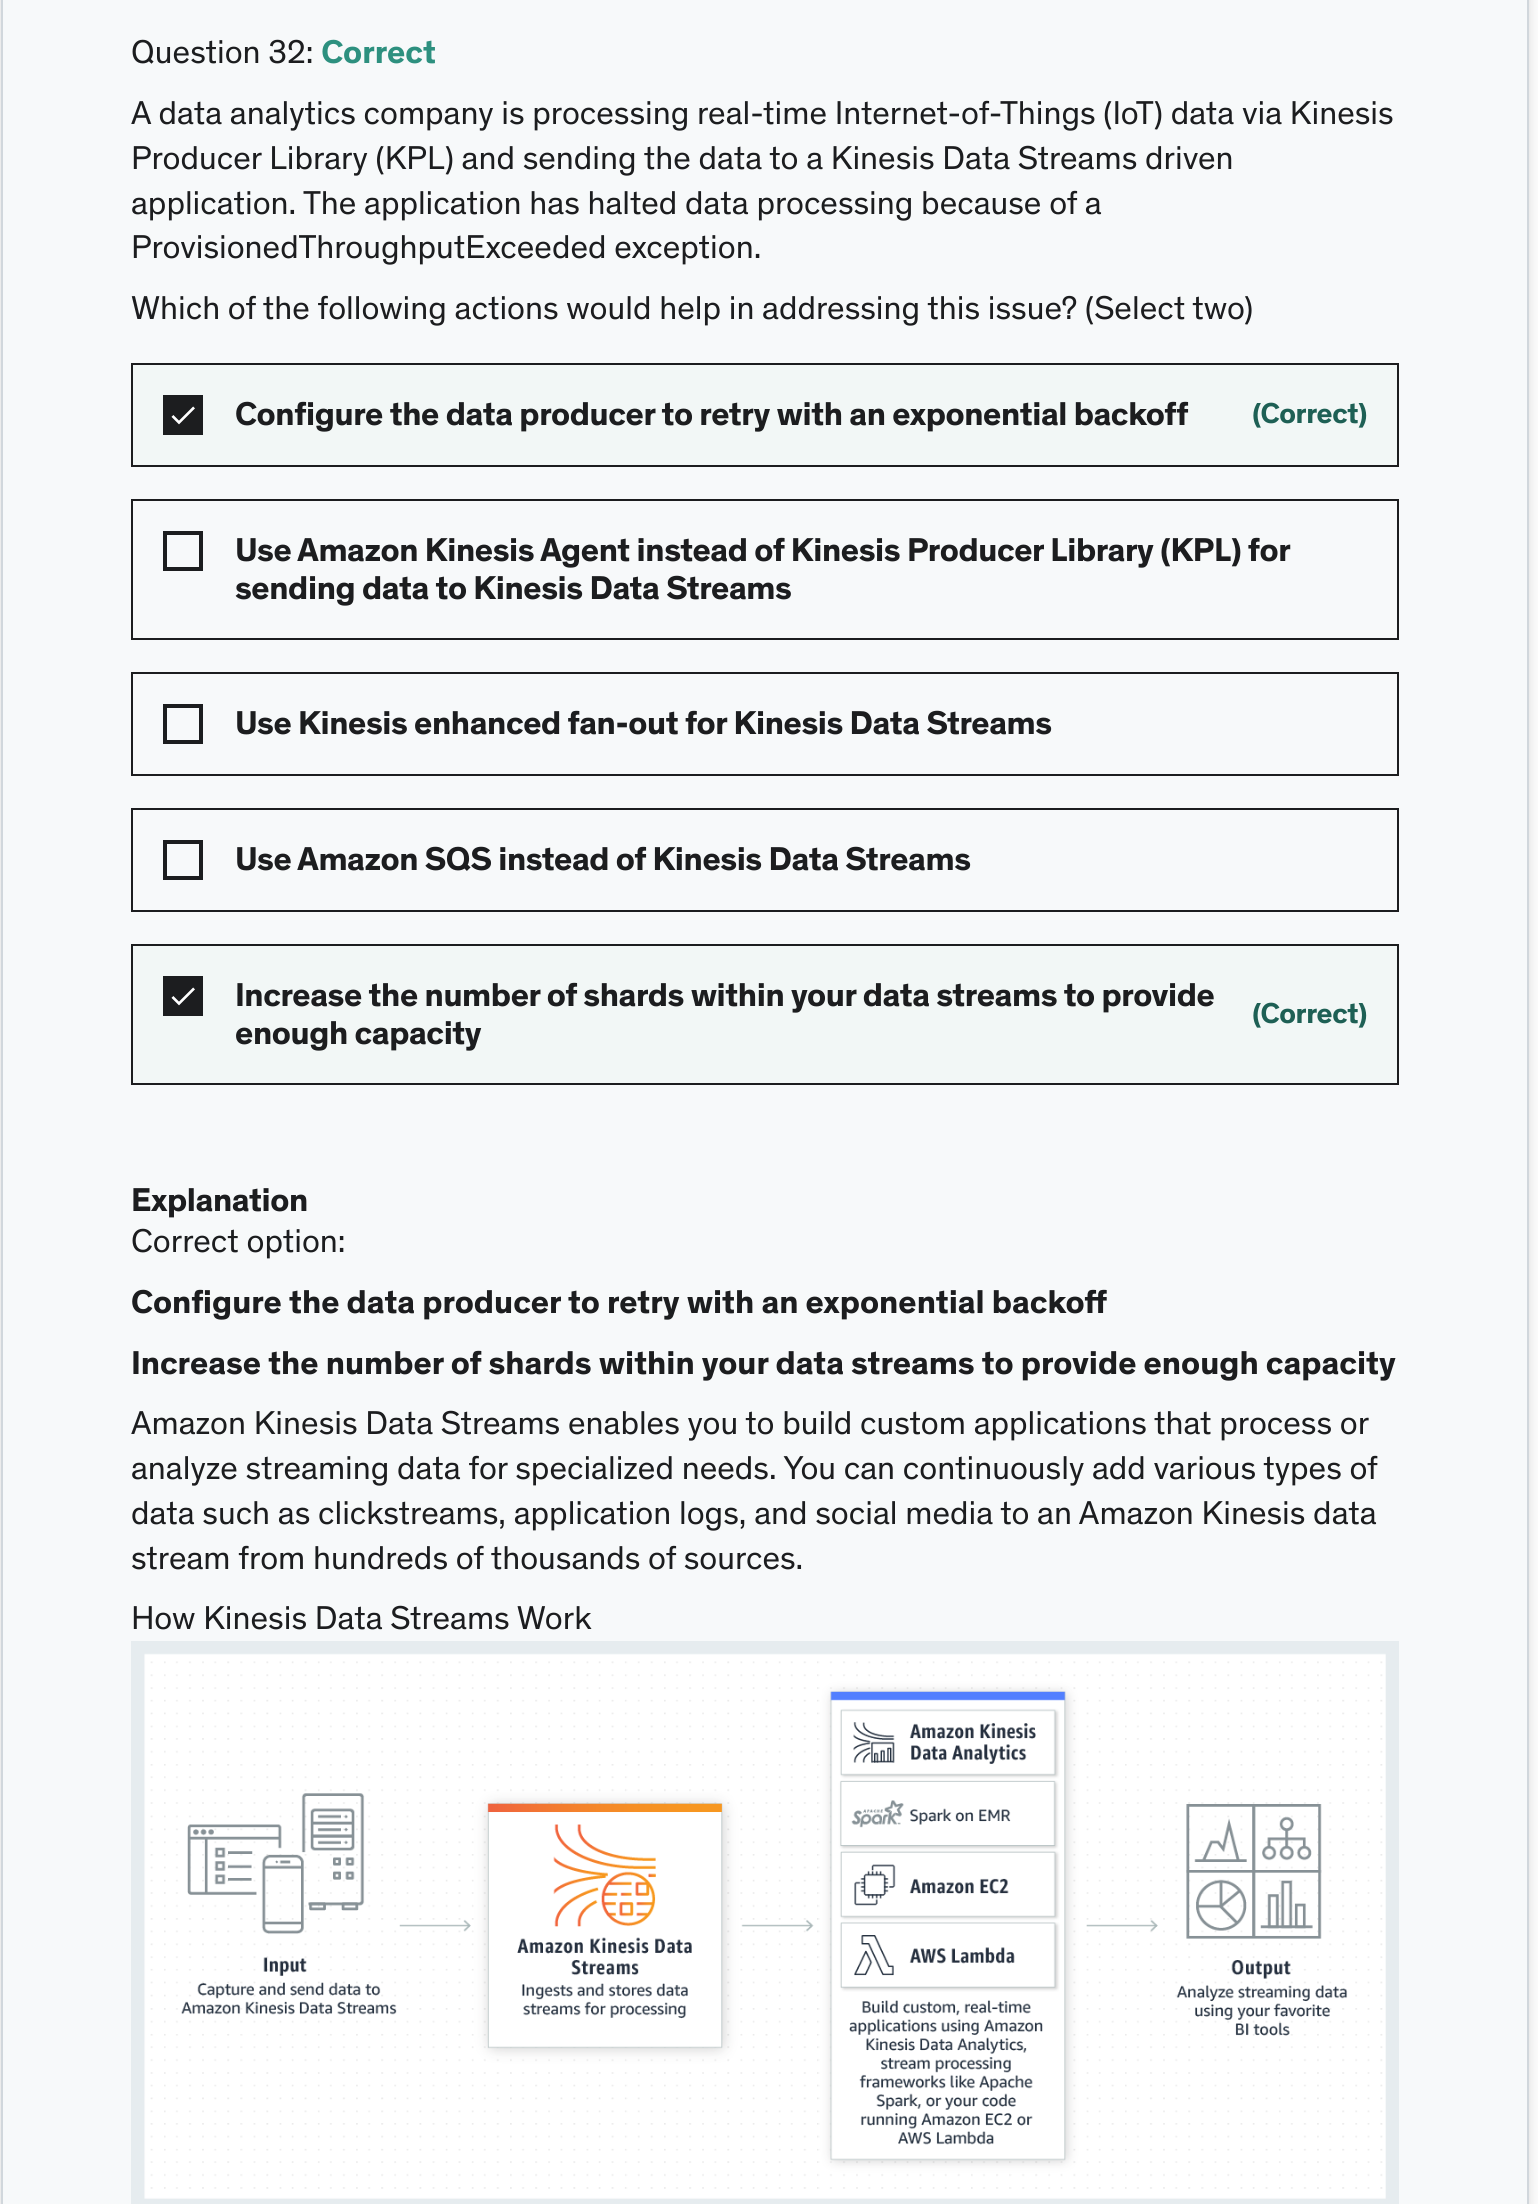 Question 32: Correct
A data analytics company is processing real-time Internet-of-Things (IoT) data via Kinesis
Producer Library (KPL) and sending the data to a Kinesis Data Streams driven
application. The application has halted data processing because of a
ProvisionedThroughputExceeded exception.
Which of the following actions would help in addressing this issue? (Select two)
Configure the data producer to retry with an exponential backoff (Correct)
Use Amazon Kinesis Agent instead of Kinesis Producer Library (KPL) for
sending data to Kinesis Data Streams
Use Kinesis enhanced fan-out for Kinesis Data Streams
Use Amazon SQS instead of Kinesis Data Streams
Increase the number of shards within your data streams to provide
enough capacity
(Correct)
Explanation
Correct option:
Configure the data producer to retry with an exponential backoff
Increase the number of shards within your data streams to provide enough capacity
Amazon Kinesis Data Streams enables you to build custom applications that process or
analyze streaming data for specialized needs. You can continuously add various types of
data such as clickstreams, application logs, and social media to an Amazon Kinesis data
stream from hundreds of thousands of sources.
How Kinesis Data Streams Work
Input
Capture and send data to
Amazon Kinesis Data Streams
Amazon Kinesis Data
Streams
Ingests and stores data
streams for processing
Amazon Kinesis
Data Analytics
APACHE
Spark
Spark on EMR
Amazon EC2
AWS Lambda
Build custom, real-time
applications using Amazon
Kinesis Data Analytics,
stream processing
frameworks like Apache
Spark, or your code
running Amazon EC2 or
AWS Lambda
Output
Analyze streaming data
using your favorite
BI tools